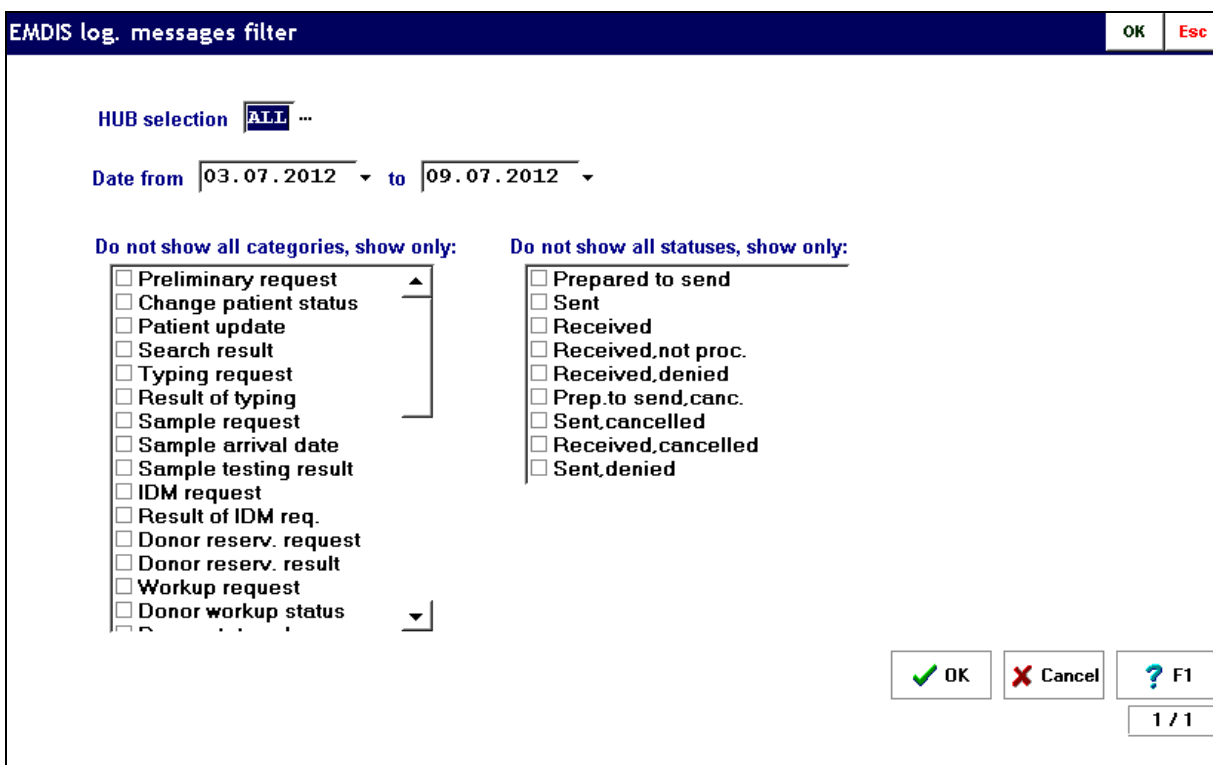 EMDIS log. messages filter OK Esc
HUB selection ALL ...
Date from 03.07.2012 to 09.07.2012
Do not show all categories, show only:
Preliminary request
Change patient status
Patient update
Search result
Typing request
Result of typing
Sample request
Sample arrival date
Sample testing result
IDM request
Result of IDM req.
Donor reserv. request
Donor reserv. result
Workup request
Donor workup status
Do not show all statuses, show only:
Prepared to send
Sent
Received
Received,not proc.
Received,denied
Prep.to send,canc.
Sent,cancelled
Received,cancelled
Sent,denied
OK Cancel ? F1
1 / 1